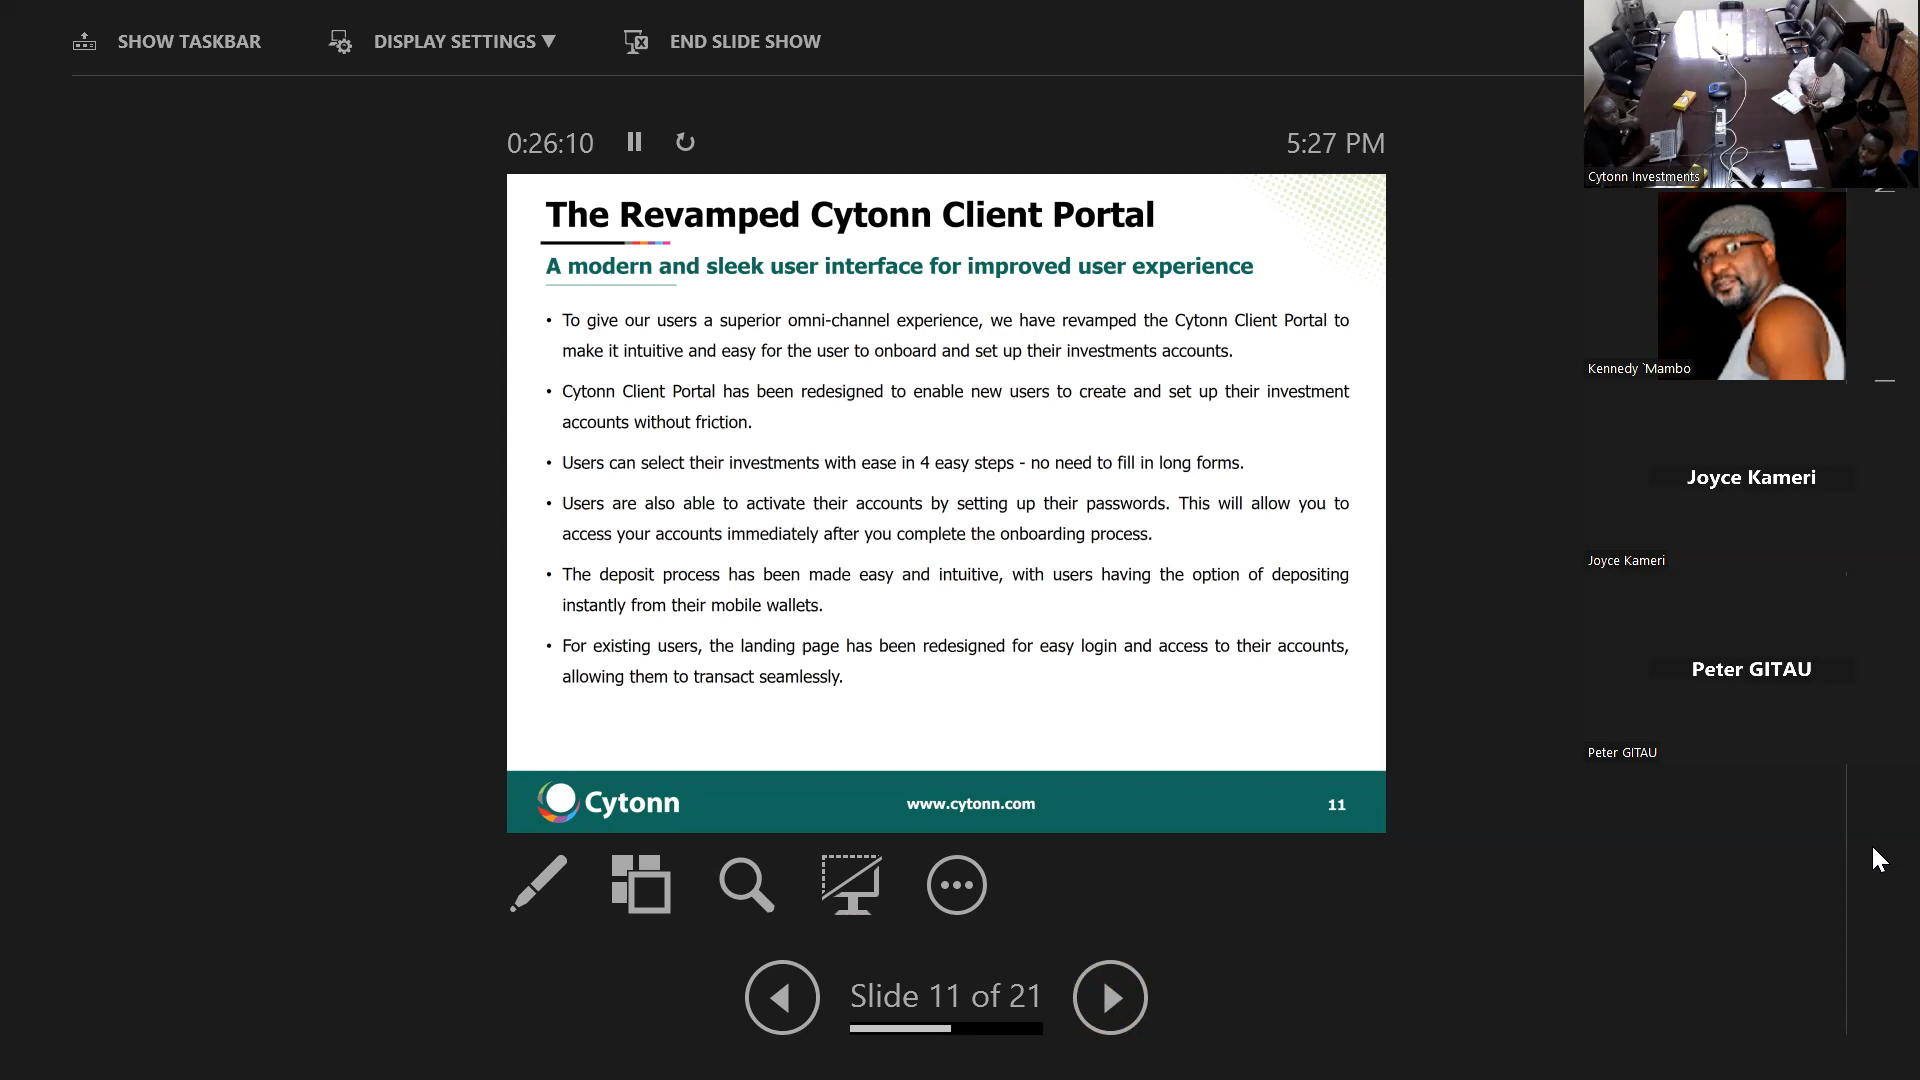 SHOW TASKBAR
DISPLAY SETTINGS ▼
END SLIDE SHOW
0:26:10
5:27 PM
The Revamped Cytonn Client Portal
A modern and sleek user interface for improved user experience
• To give our users a superior omni-channel experience, we have revamped the Cytonn Client Portal to
make it intuitive and easy for the user to onboard and set up their investments accounts.
• Cytonn Client Portal has been redesigned to enable new users to create and set up their investment
accounts without friction.
• Users can select their investments with ease in 4 easy steps - no need to fill in long forms.
• Users are also able to activate their accounts by setting up their passwords. This will allow you to
access your accounts immediately after you complete the onboarding process.
• The deposit process has been made easy and intuitive, with users having the option of depositing
instantly from their mobile wallets.
• For existing users, the landing page has been redesigned for easy login and access to their accounts,
allowing them to transact seamlessly.
Cytonn
www.cytonn.com
11
Slide 11 of 21
Cytonn Investments
Kennedy `Mambo
Joyce Kameri
Joyce Kameri
Peter GITAU
Peter GITAU